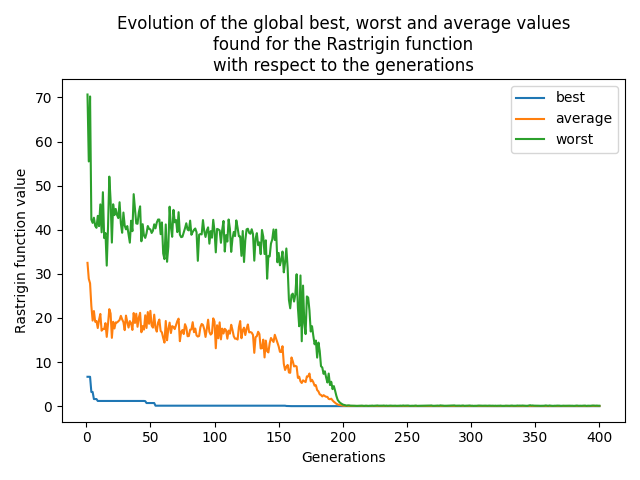 Evolution of the global best, worst and average values
found for the Rastrigin function
with respect to the generations
best
average
worst
Rastrigin function value
70
60
50
40
30
20
10
0
0 50 100 150 200 250 300 350 400
Generations